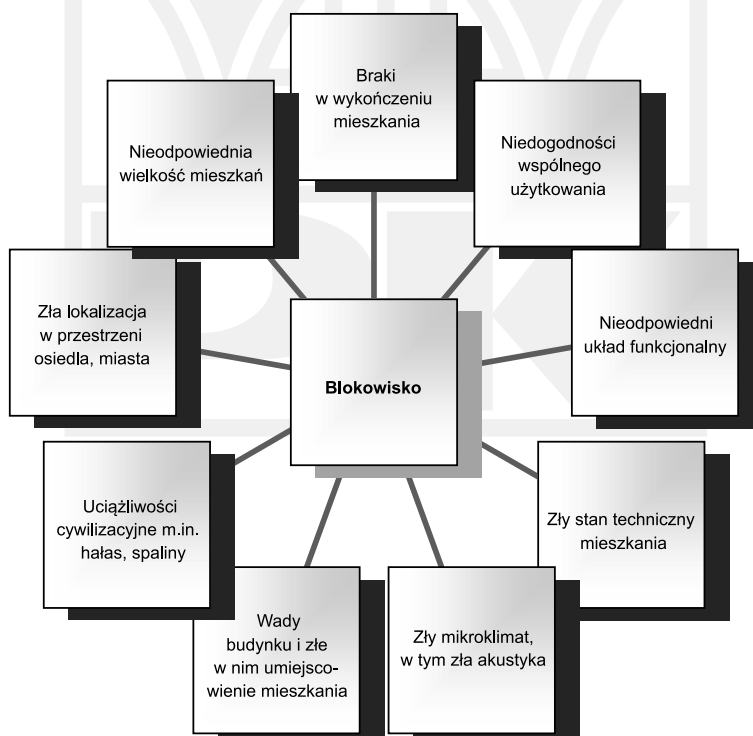 Braki
w wykończeniu
mieszkania
Niedogodności
wspólnego
użytkowania
Nieodpowiedni
układ funkcjonalny
Zły stan techniczny
mieszkania
Zły mikroklimat,
w tym zła akustyka
Wady
budynku i złe
w nim umiejsco-
wienie mieszkania
Uciążliwości
cywilizacyjne m.in.
hałas, spaliny
Zła lokalizacja
w przestrzeni
osiedla, miasta
Nieodpowiednia
wielkość mieszkań
Blokowisko